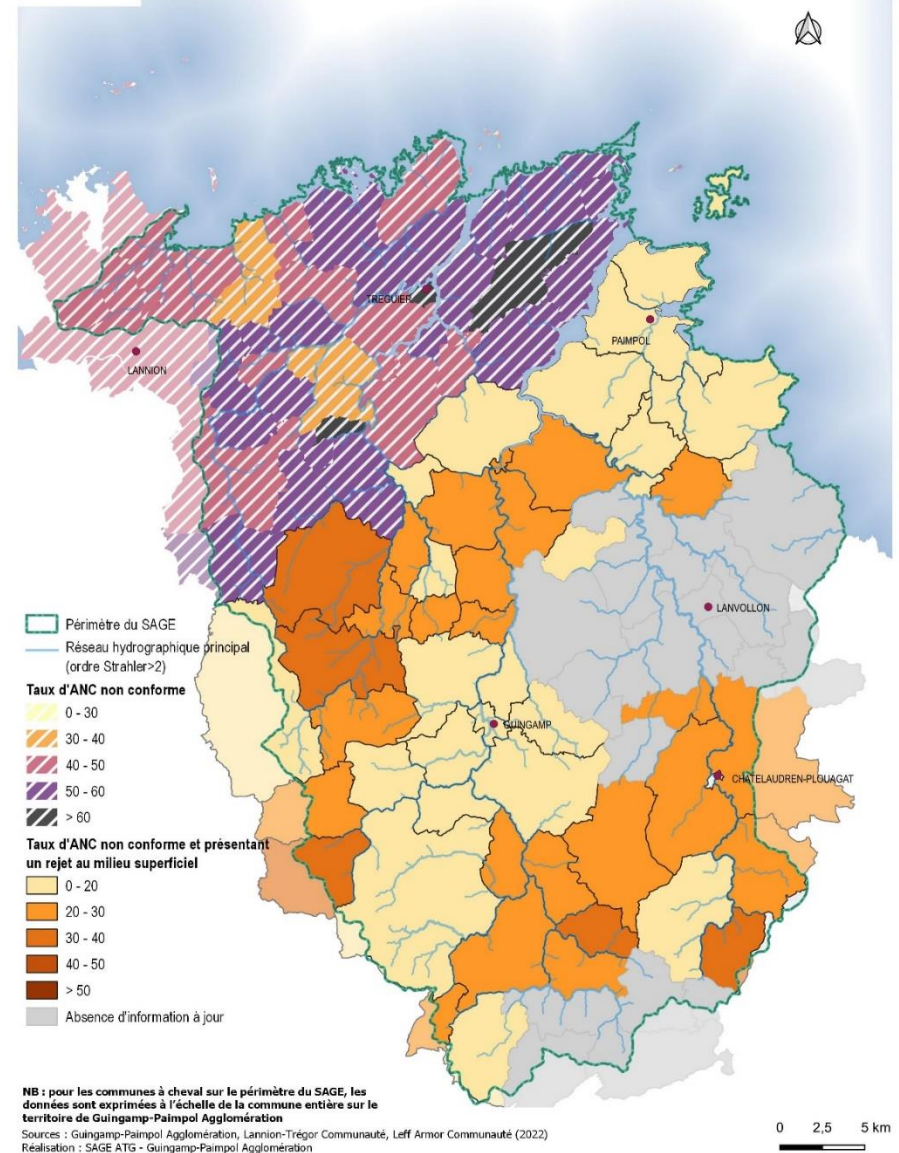 TREGUIER
PAIMPOL
LANNION
LANVOLLON
GUINGAMP
CHATELAUDREN-PLOUAGAT
Périmètre du SAGE
Réseau hydrographique principal
(ordre Strahler>2)
Taux d'ANC non conforme
0 - 30
30 - 40
40 - 50
50 - 60
> 60
Taux d'ANC non conforme et présentant
un rejet au milieu superficiel
0 - 20
20 - 30
30 - 40
40 - 50
> 50
Absence d'information à jour
NB : pour les communes à cheval sur le périmètre du SAGE, les
données sont exprimées à l'échelle de la commune entière sur le
territoire de Guingamp-Paimpol Agglomération
Sources : Guingamp-Paimpol Agglomération, Lannion-Trégor Communauté, Leff Armor Communauté (2022)
Réalisation : SAGE ATG - Guingamp-Paimpol Agglomération
0 2,5 5 km